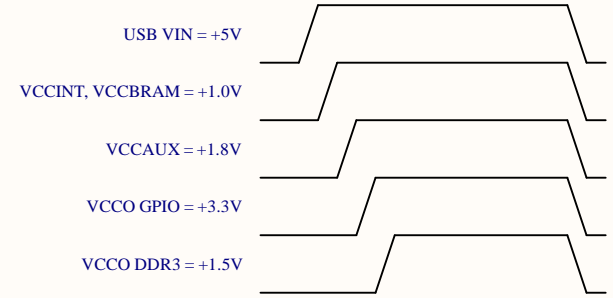 USB VIN = +5V
VCCINT, VCCBRAM = +1.0V
VCCAUX = +1.8V
VCCO GPIO = +3.3V
VCCO DDR3 = +1.5V